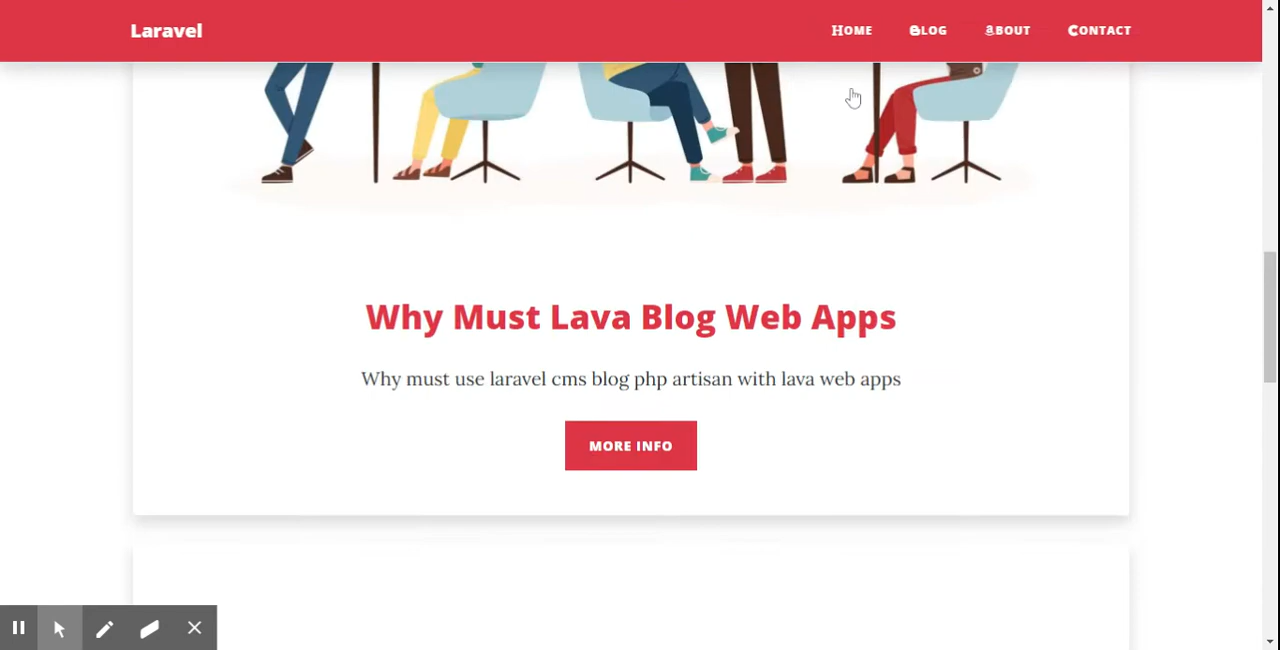 Laravel
Home Blog About Contact
Why Must Lava Blog Web Apps
Why must use laravel cms blog php artisan with lava web apps
MORE INFO